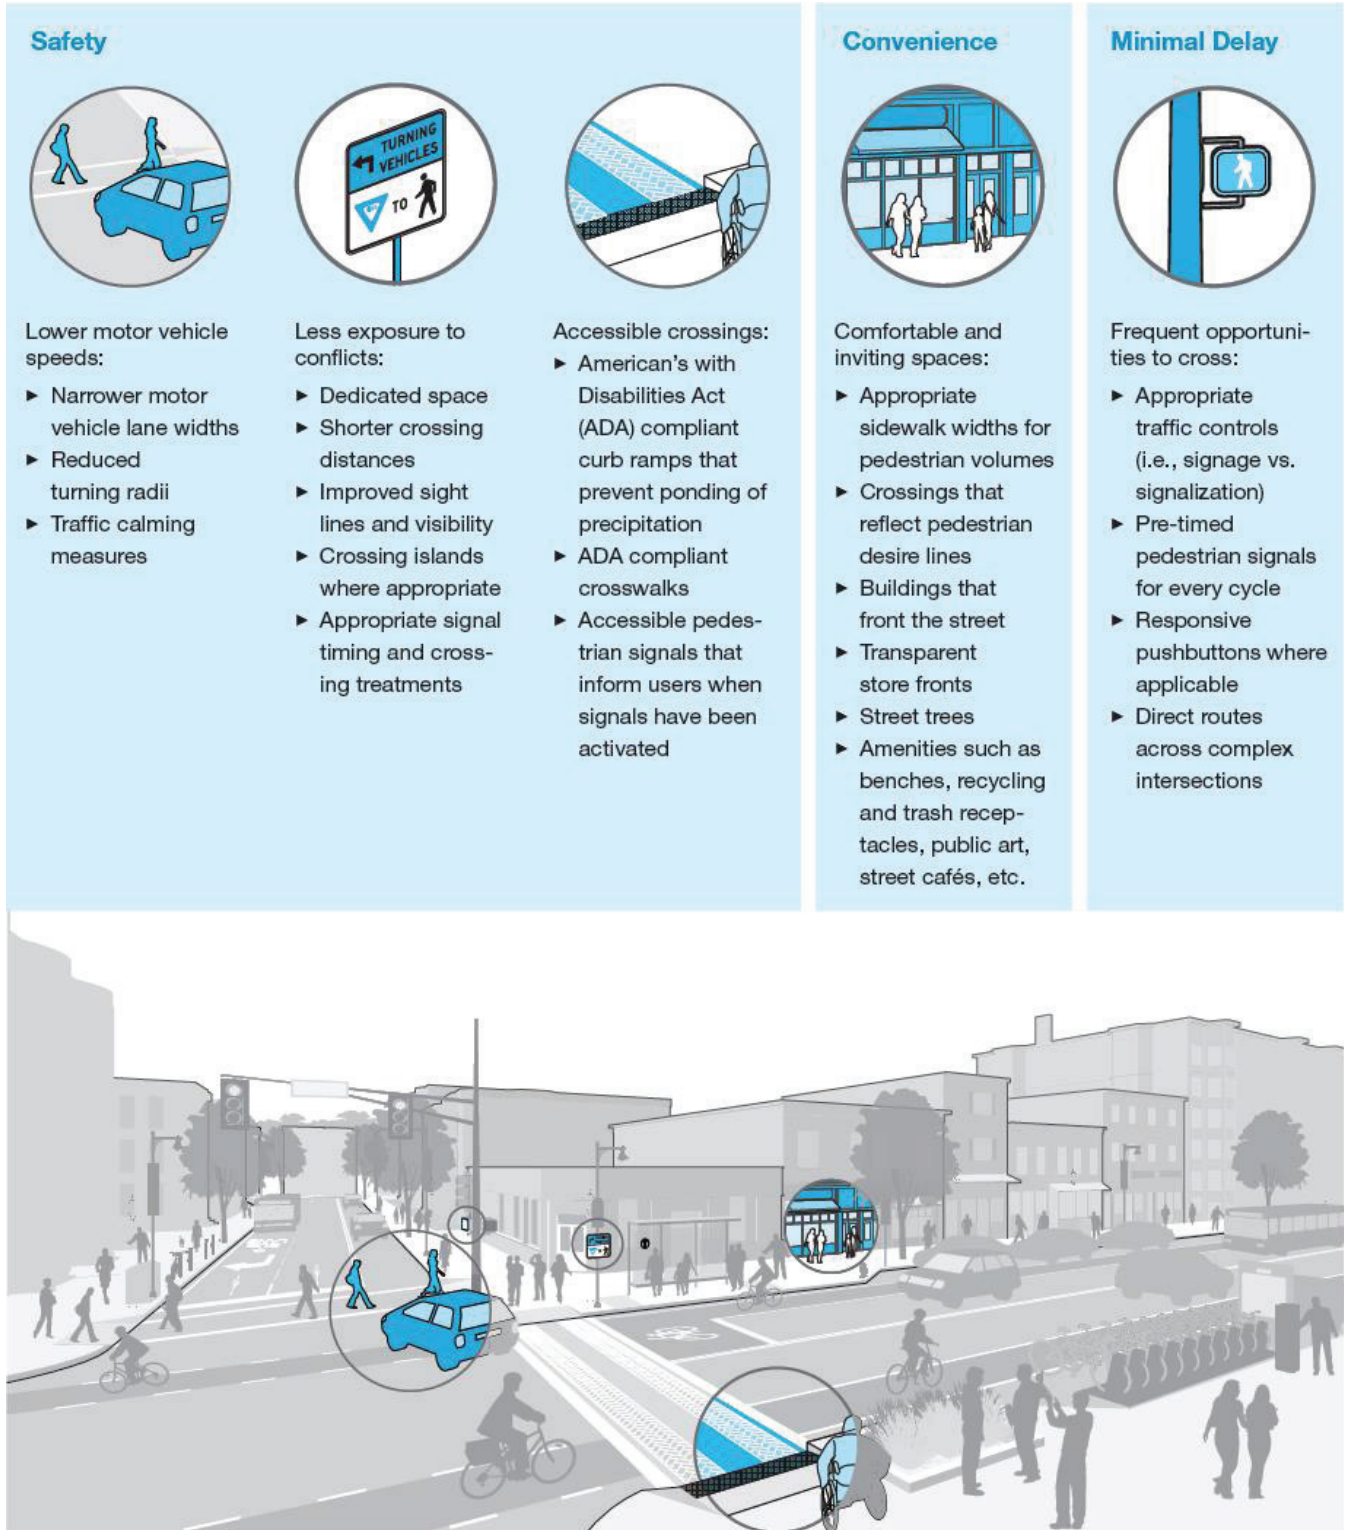 Safety
TURNING
VEHICLES
TO
Lower motor vehicle
speeds:
► Narrower motor
vehicle lane widths
► Reduced
turning radii
► Traffic calming
measures
Less exposure to
conflicts:
► Dedicated space
► Shorter crossing
distances
► Improved sight
lines and visibility
► Crossing islands
where appropriate
► Appropriate signal
timing and cross-
ing treatments
Accessible crossings:
► American’s with
Disabilities Act
(ADA) compliant
curb ramps that
prevent ponding of
precipitation
► ADA compliant
crosswalks
► Accessible pedes-
trian signals that
inform users when
signals have been
activated
Convenience
Comfortable and
inviting spaces:
► Appropriate
sidewalk widths for
pedestrian volumes
► Crossings that
reflect pedestrian
desire lines
► Buildings that
front the street
► Transparent
store fronts
► Street trees
► Amenities such as
benches, recycling
and trash recep-
tacles, public art,
street cafés, etc.
Minimal Delay
Frequent opportuni-
ties to cross:
► Appropriate
traffic controls
(i.e., signage vs.
signalization)
► Pre-timed
pedestrian signals
for every cycle
► Responsive
pushbuttons where
applicable
► Direct routes
across complex
intersections